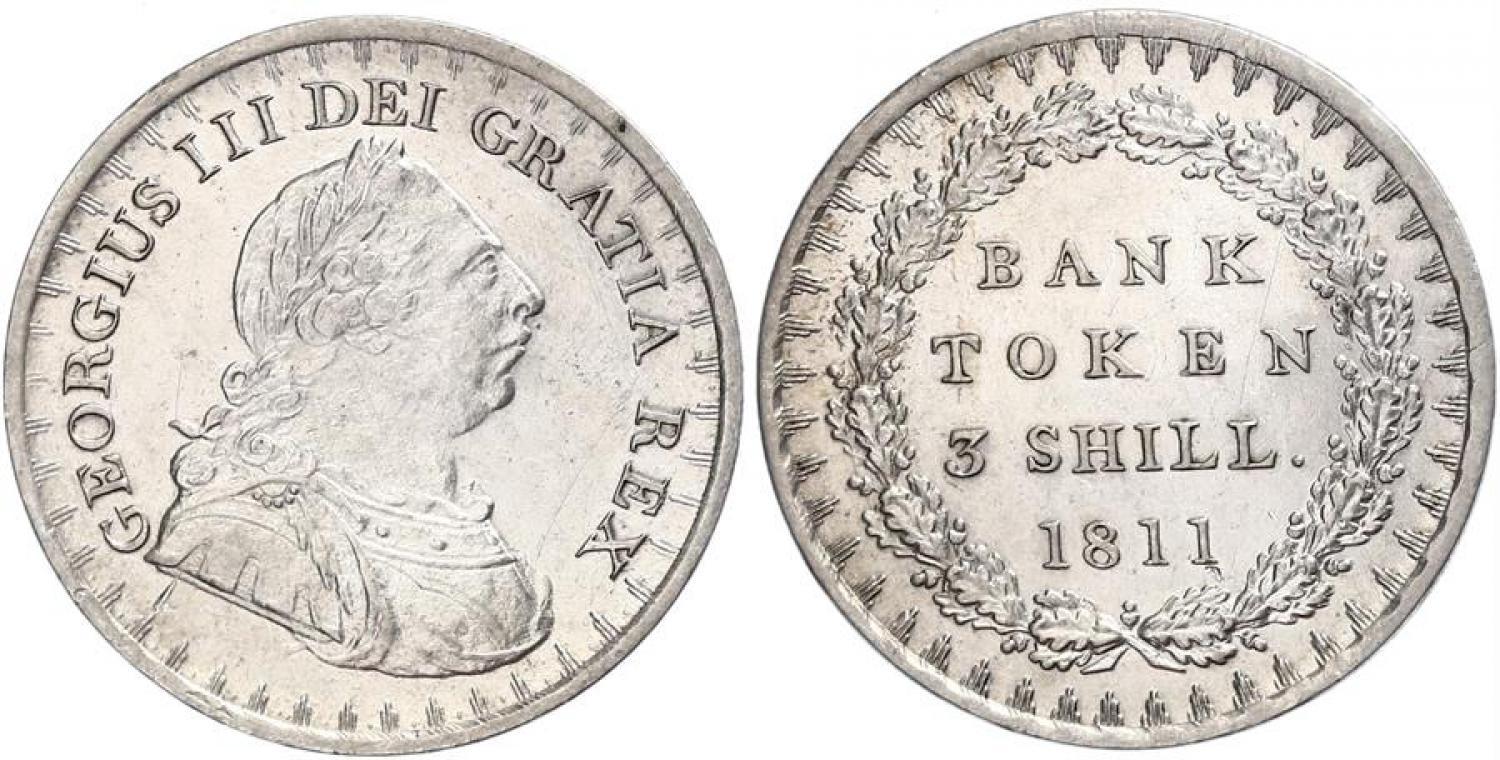 GEORGIUS III DEI GRATIA REX
BANK
TOKEN
3 SHILL.
1811